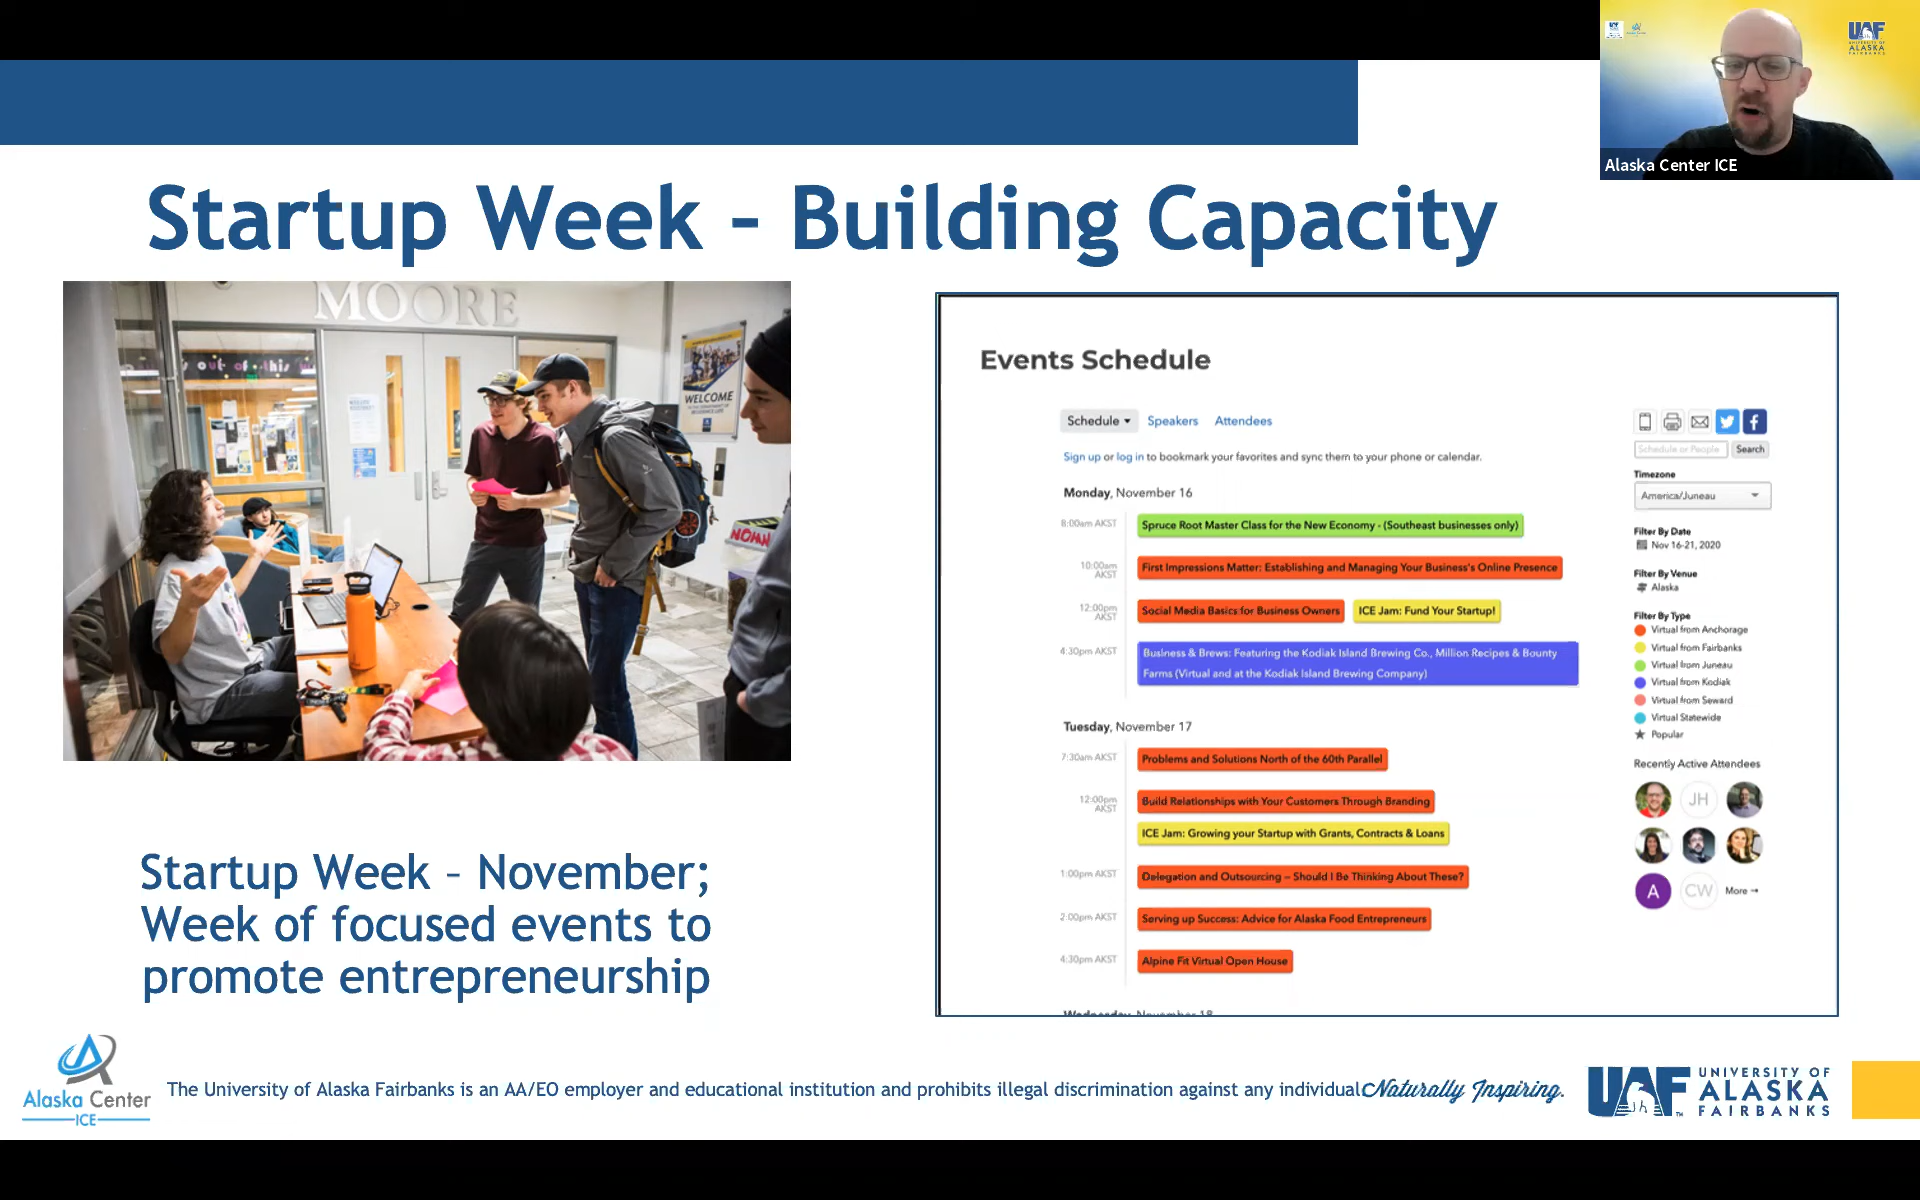 UAF
UNIVERSITY OF
ALASKA
FAIRBANKS
Alaska Center ICE
Startup Week - Building Capacity
MOORE
out of this
WELCOME
Events Schedule
Schedule Speakers Attendees
Sign up or log in to bookmark your favorites and sync them to your phone or calendar.
Monday, November 16
8:00am AKST Spruce Root Master Class for the New Economy - (Southeast businesses only)
10:00am AKST First Impressions Matter: Establishing and Managing Your Business's Online Presence
12:00pm AKST Social Media Basics for Business Owners ICE Jam: Fund Your Startup!
4:30pm AKST Business & Brews: Featuring the Kodiak Island Brewing Co., Million Recipes & Bounty
Farms (Virtual and at the Kodiak Island Brewing Company)
Tuesday, November 17
7:30am AKST Problems and Solutions North of the 60th Parallel
12:00pm AKST Build Relationships with Your Customers Through Branding
ICE Jam: Growing your Startup with Grants, Contracts & Loans
1:00pm AKST Delegation and Outsourcing – Should I Be Thinking About These?
2:00pm AKST Serving up Success: Advice for Alaska Food Entrepreneurs
4:30pm AKST Alpine Fit Virtual Open House
Wednesday, November 18
Schedule or People Search
Timezone
America/Juneau
Filter By Date
Nov 16-21, 2020
Filter By Venue
Alaska
Filter By Type
Virtual from Anchorage
Virtual from Fairbanks
Virtual from Juneau
Virtual from Kodiak
Virtual from Seward
Virtual Statewide
Popular
Recently Active Attendees
JH
A CW More →
Startup Week – November;
Week of focused events to
promote entrepreneurship
Alaska Center
ICE
The University of Alaska Fairbanks is an AA/EO employer and educational institution and prohibits illegal discrimination against any individual
Naturally Inspiring.
UAF
UNIVERSITY OF
ALASKA
FAIRBANKS